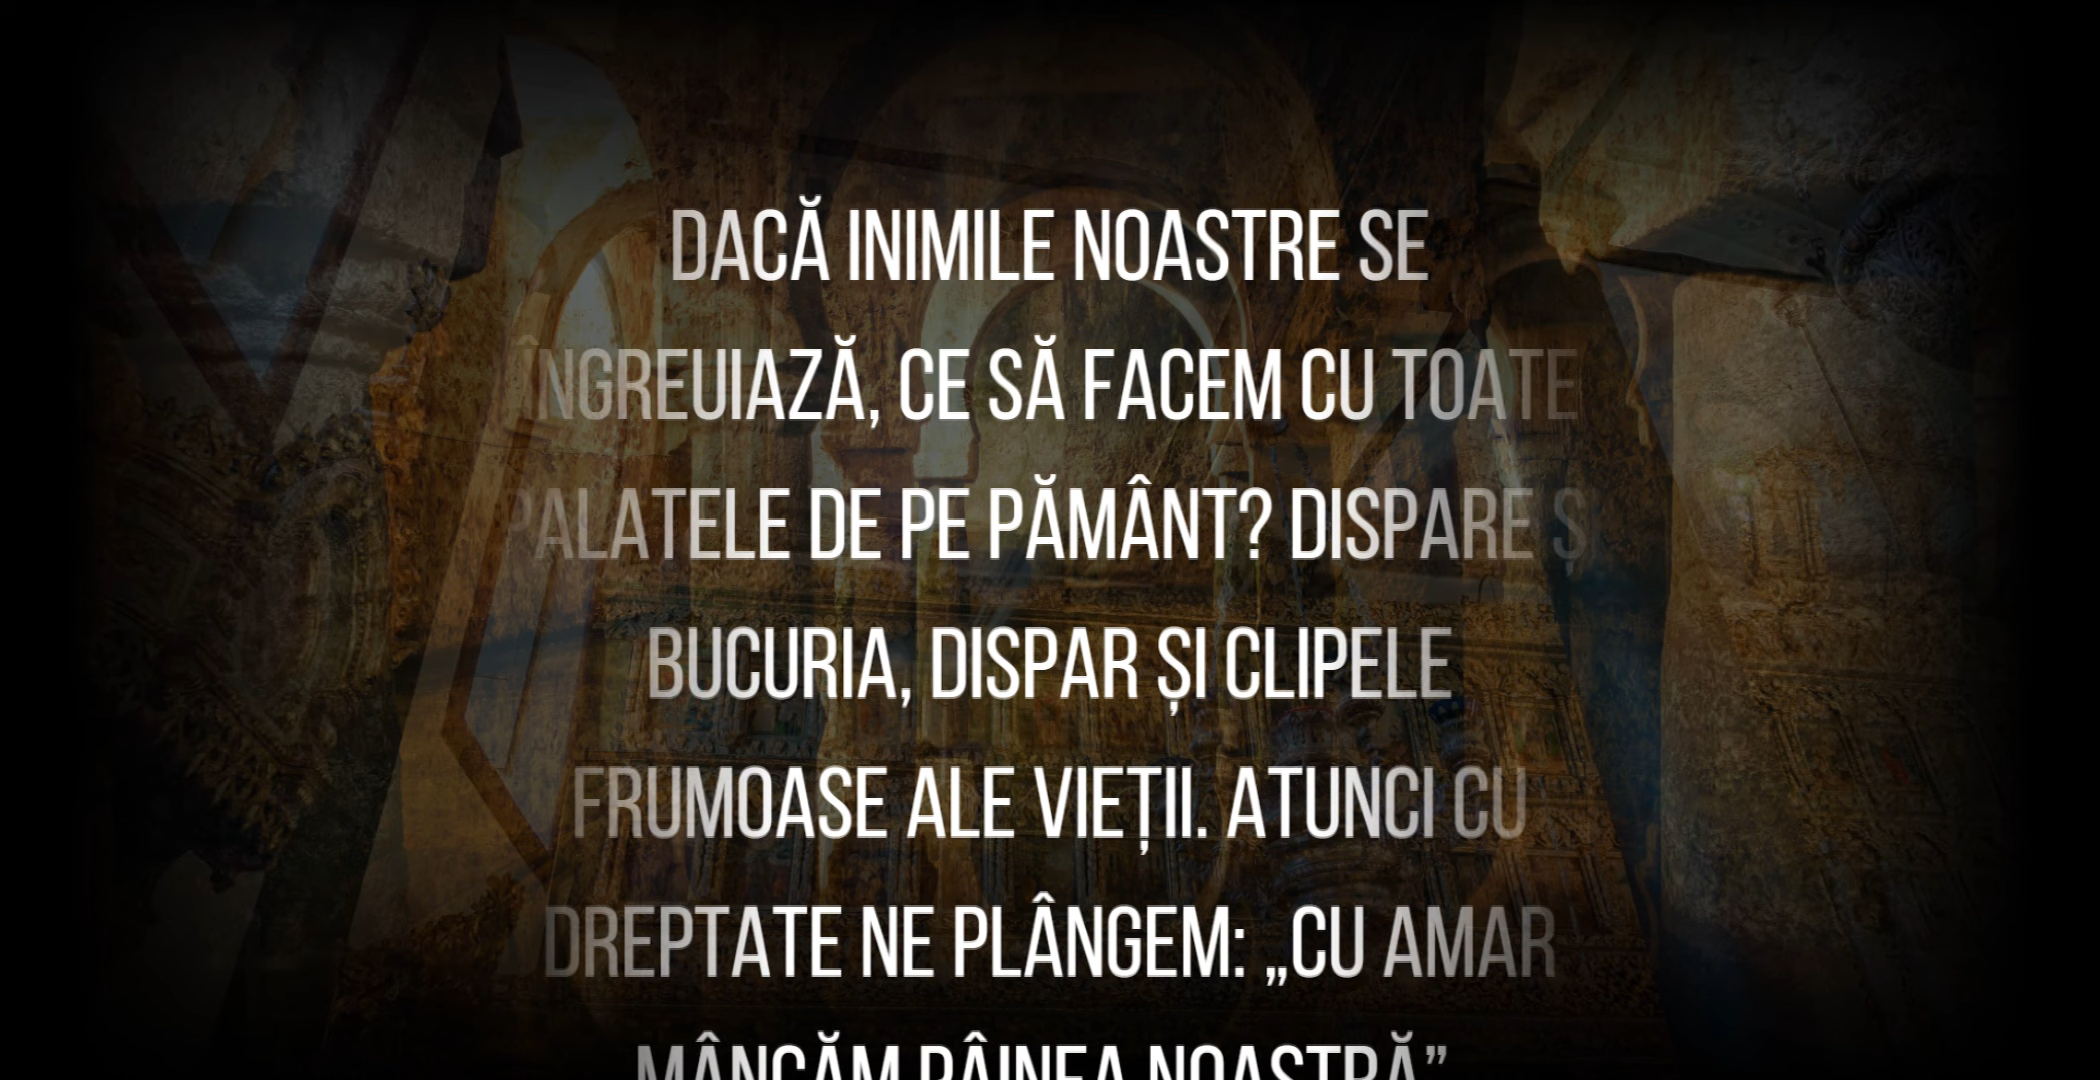 DACĂ INIMILE NOASTRE SE
ÎNGREUIAZĂ, CE SĂ FACEM CU TOATE
PALATELE DE PE PĂMÂNT? DISPARE ȘI
BUCURIA, DISPAR ȘI CLIPELE
FRUMOASE ALE VIEȚII. ATUNCI CU
DREPTATE NE PLÂNGEM: „CU AMAR
MÂNCĂM PÂINEA NOASTRĂ”